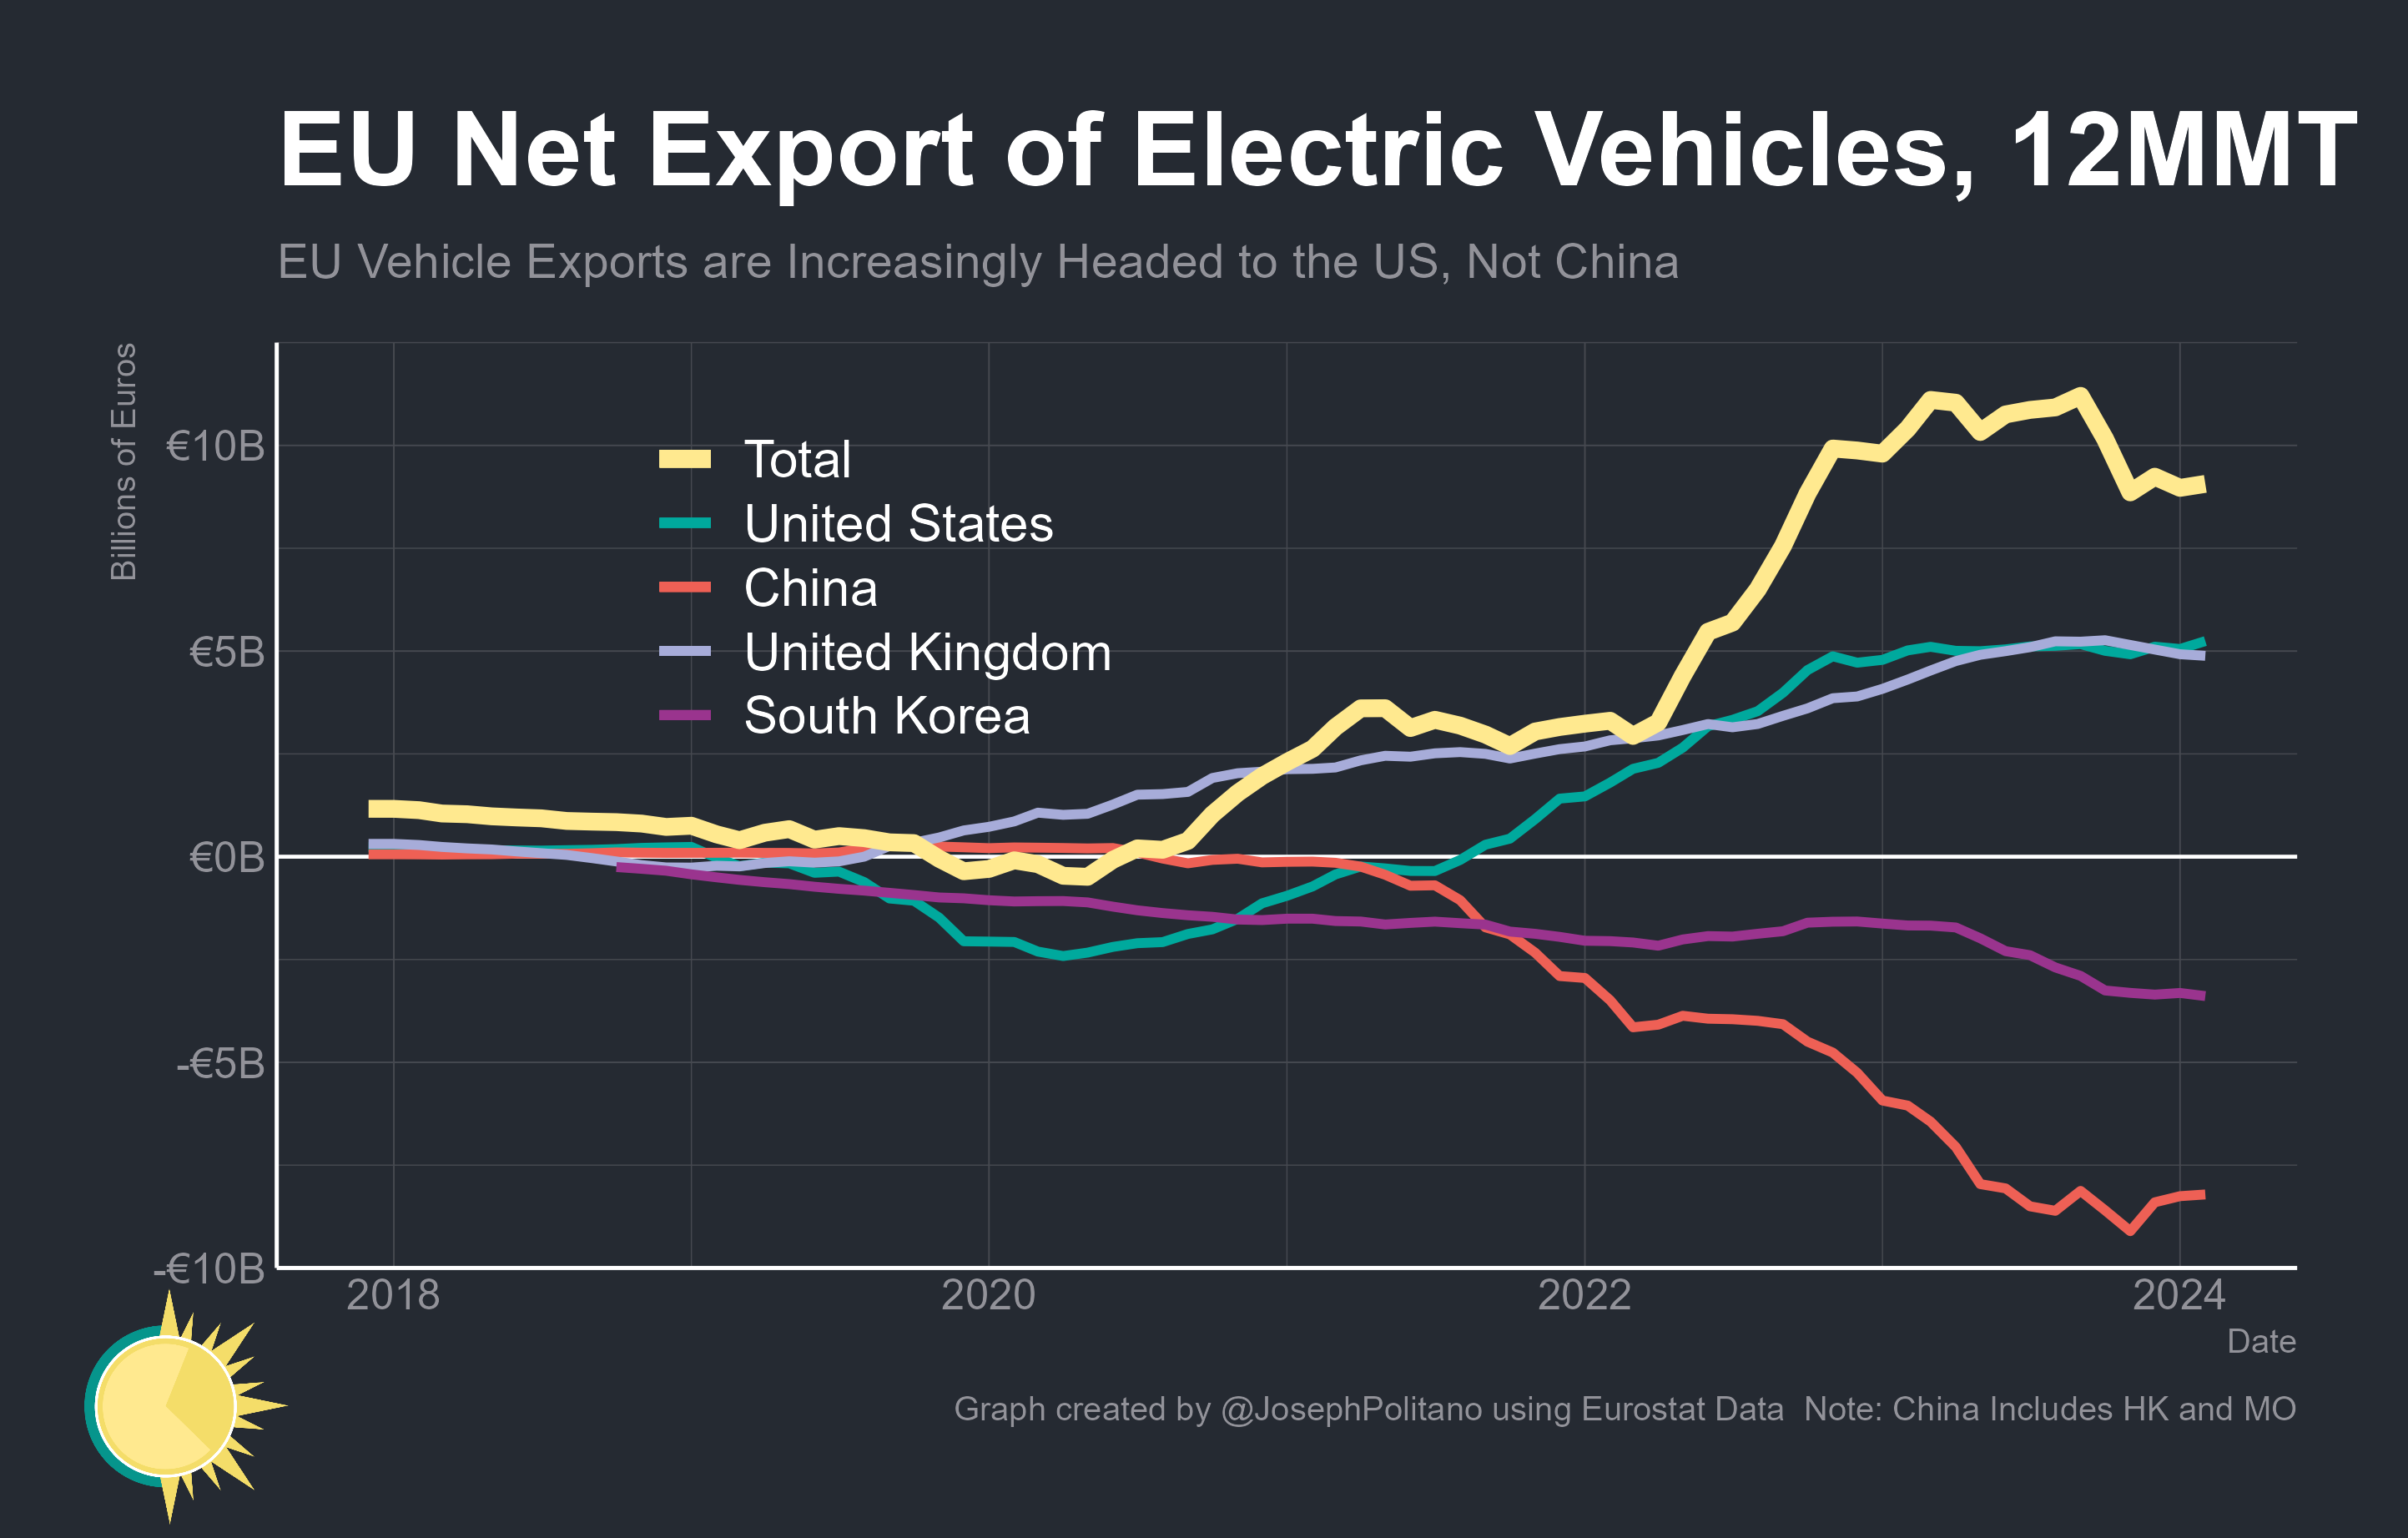 EU Net Export of Electric Vehicles, 12MMT
EU Vehicle Exports are Increasingly Headed to the US, Not China
Billions of Euros
€10B
€5B
€0B
-€5B
-€10B
Total
United States
China
United Kingdom
South Korea
2018
2020
2022
2024
Date
Graph created by @JosephPolitano using Eurostat Data  Note: China Includes HK and MO